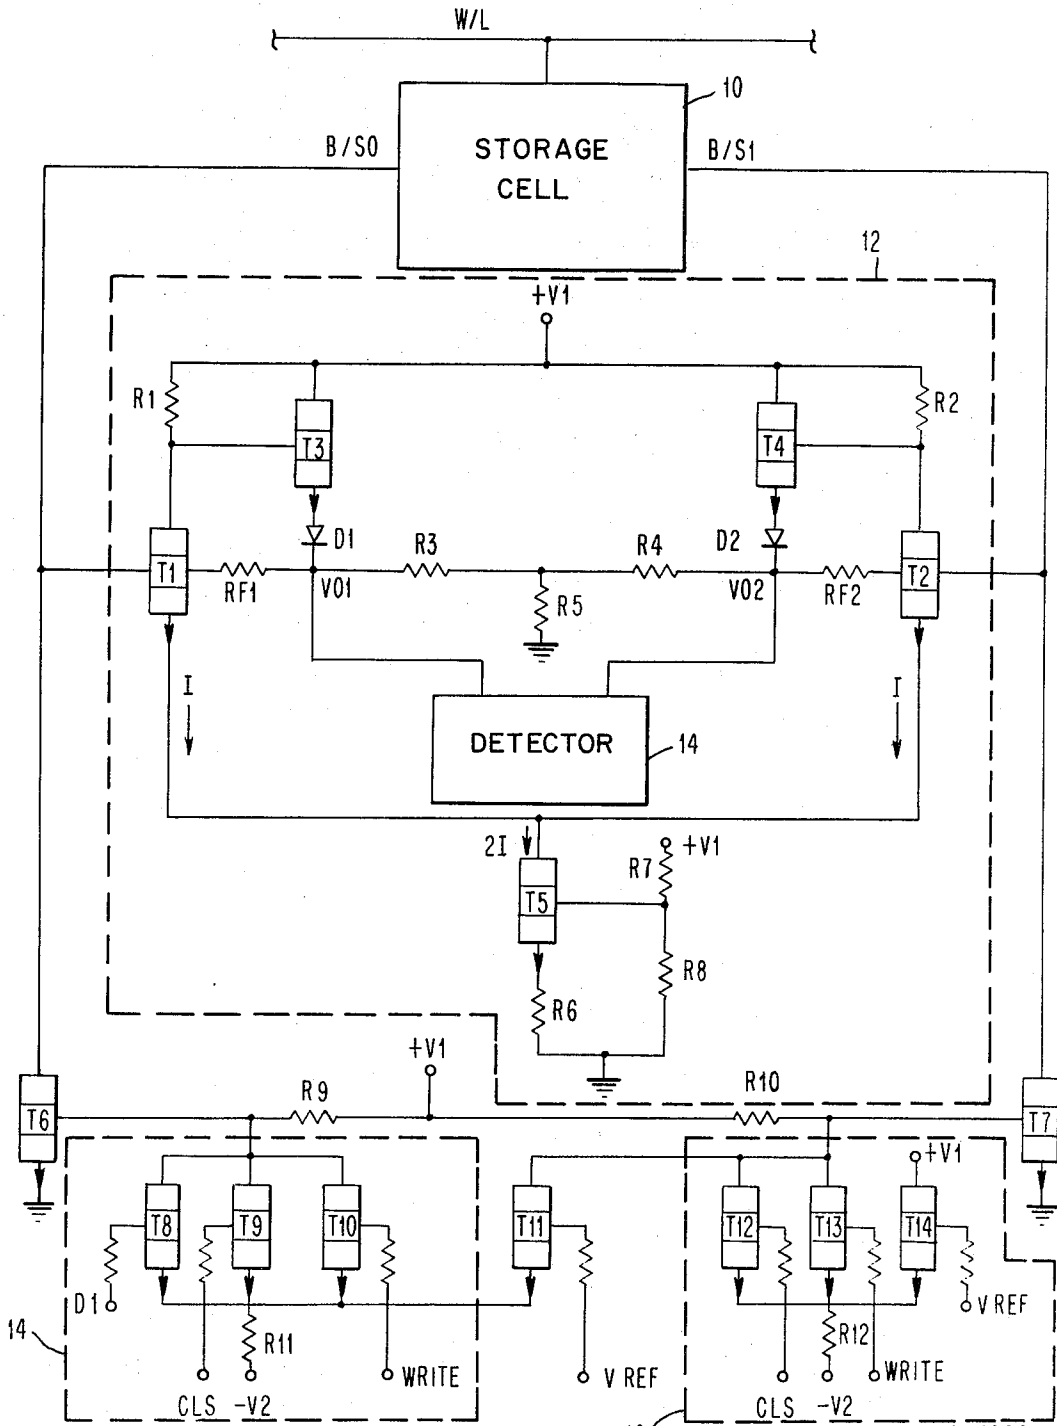 W/L
10
B/S0
STORAGE
CELL
B/S1
12
+V1
R1
T3
T4
R2
T1
RF1
D1
V01
R3
R4
R5
D2
V02
RF2
T2
I
DETECTOR
14
I
2I
+V1
R7
T5
R8
R6
+V1
R9
R10
T6
T7
+V1
T8
T9
T10
T11
T12
T13
T14
D1
R11
R12
V REF
14
CLS -V2
WRITE
V REF
CLS -V2
WRITE